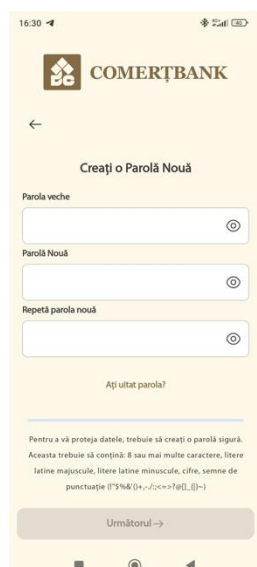 16:30
COMERȚBANK
Creați o Parolă Nouă
Parola veche
Parolă Nouă
Repetă parola nouă
Ați uitat parola?
Pentru a vă proteja datele, trebuie să creați o parolă sigură.
Aceasta trebuie să conțină: 8 sau mai multe caractere, litere
latine majuscule, litere latine minuscule, cifre, semne de
punctuație (!"$%&'()+,-./:;<=>?@[]_{|}~)
Următorul →